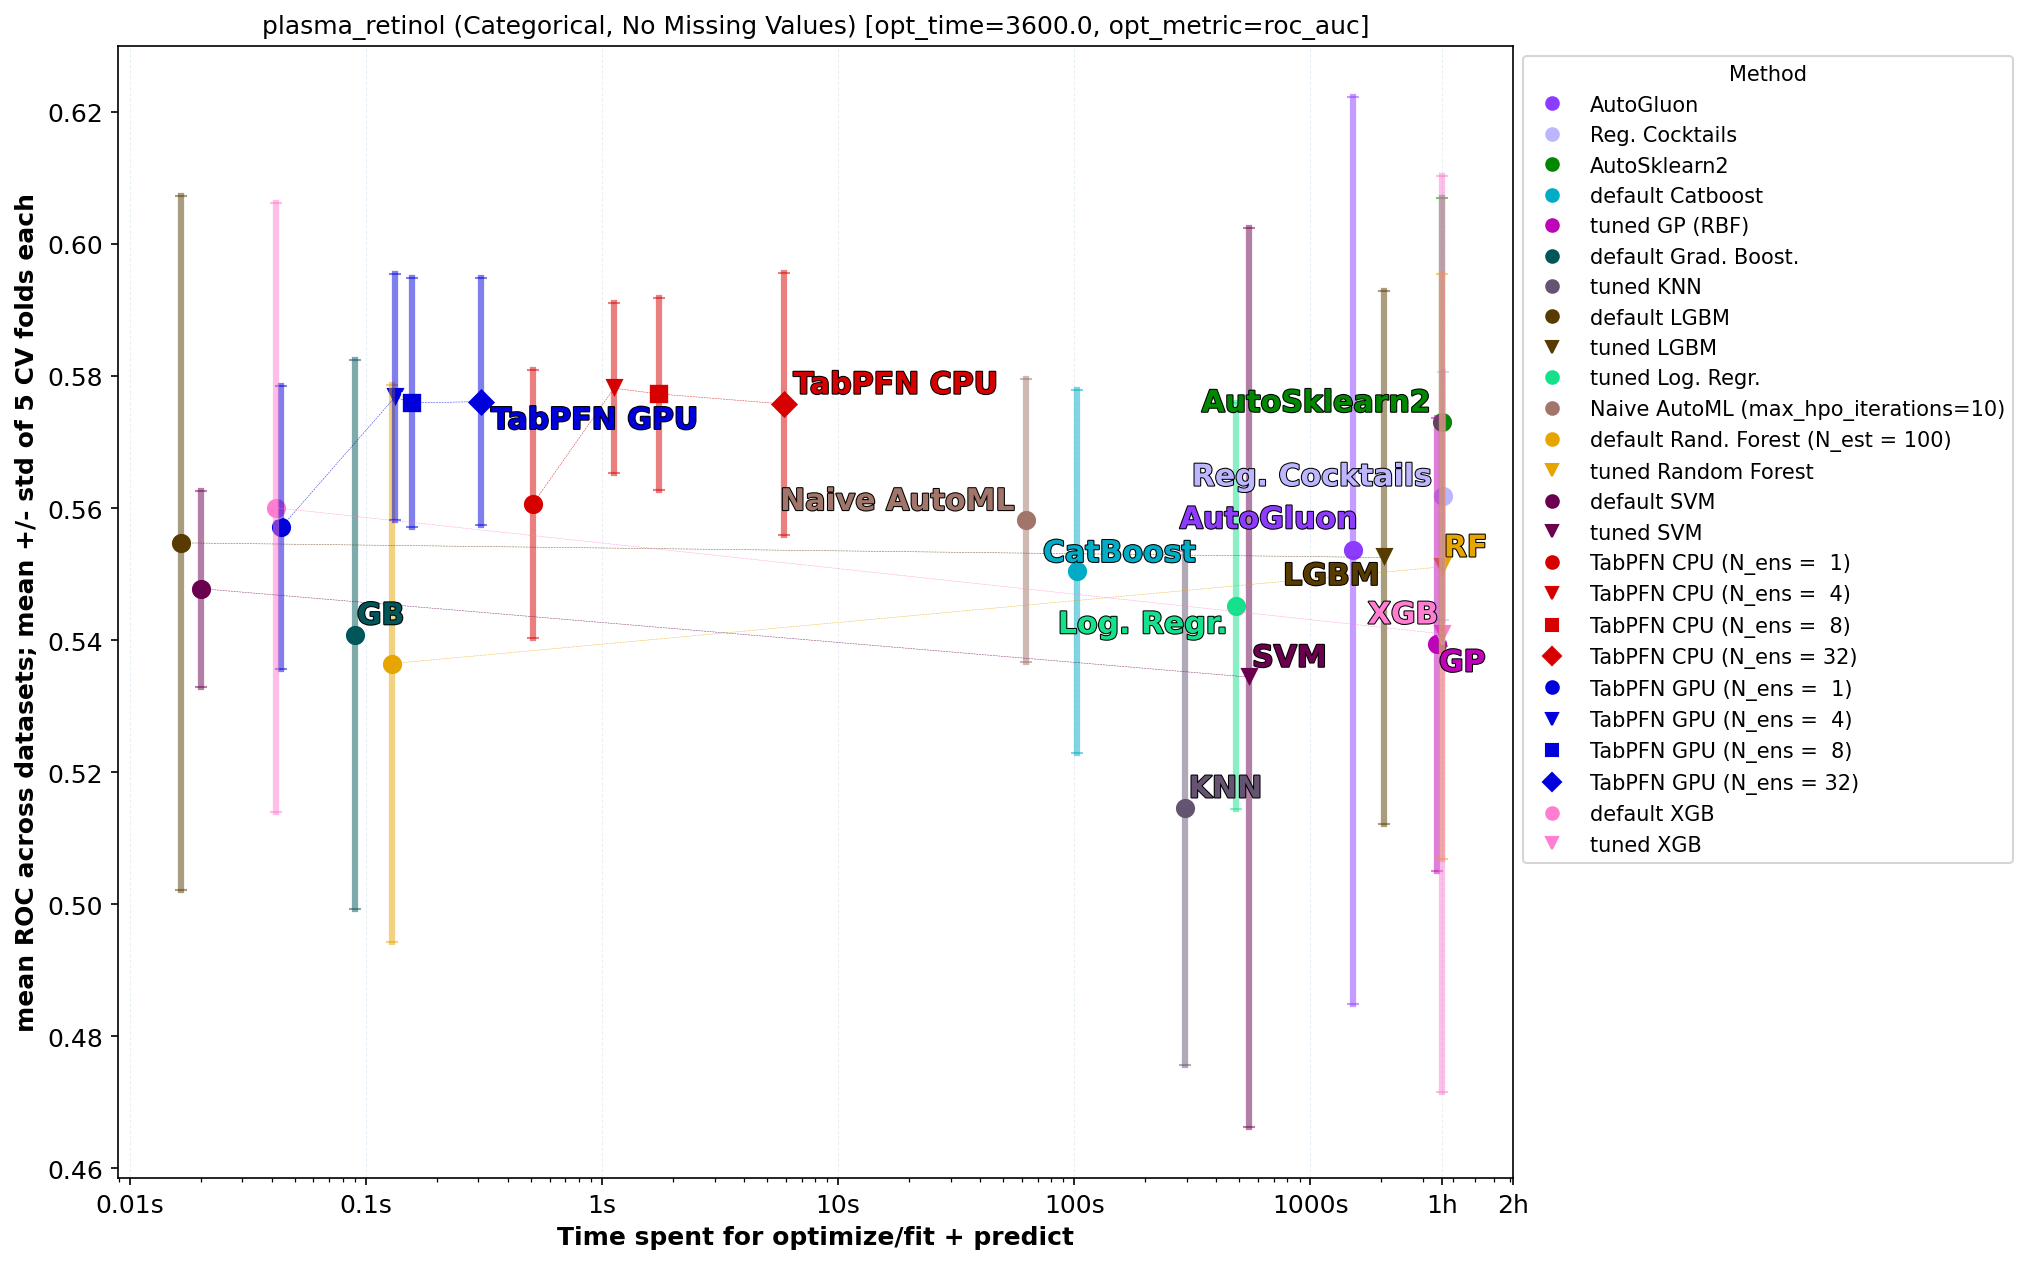 plasma_retinol (Categorical, No Missing Values) [opt_time=3600.0, opt_metric=roc_auc]
mean ROC across datasets; mean +/- std of 5 CV folds each
0.62
0.60
0.58
0.56
0.54
0.52
0.50
0.48
0.46
TabPFN CPU
TabPFN GPU
AutoSklearn2
Reg. Cocktails
Naive AutoML
AutoGluon
RF
CatBoost
LGBM
GB
XGB
Log. Regr.
SVM
GP
KNN
0.01s
0.1s
1s
10s
100s
1000s
1h
2h
Time spent for optimize/fit + predict
Method
AutoGluon
Reg. Cocktails
AutoSklearn2
default Catboost
tuned GP (RBF)
default Grad. Boost.
tuned KNN
default LGBM
tuned LGBM
tuned Log. Regr.
Naive AutoML (max_hpo_iterations=10)
default Rand. Forest (N_est = 100)
tuned Random Forest
default SVM
tuned SVM
TabPFN CPU (N_ens =  1)
TabPFN CPU (N_ens =  4)
TabPFN CPU (N_ens =  8)
TabPFN CPU (N_ens = 32)
TabPFN GPU (N_ens =  1)
TabPFN GPU (N_ens =  4)
TabPFN GPU (N_ens =  8)
TabPFN GPU (N_ens = 32)
default XGB
tuned XGB